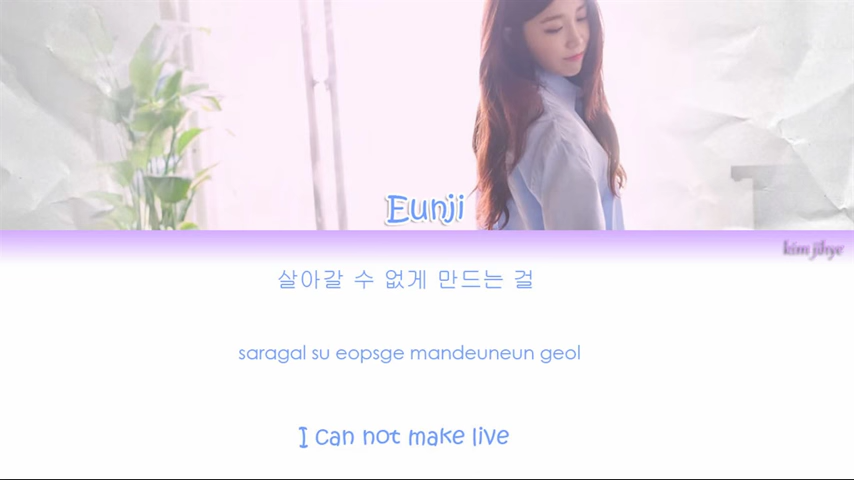 Eunji
kim jihye
살아갈 수 없게 만드는 걸
saragal su eopsge mandeuneun geol
I can not make live